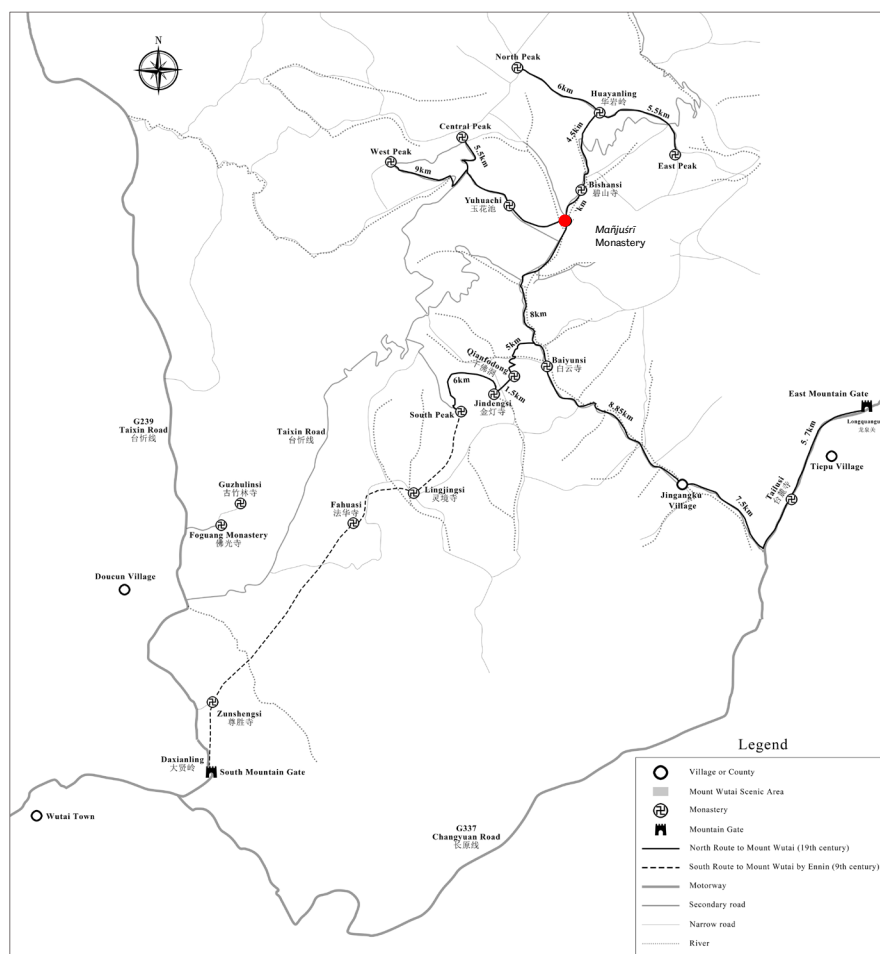 N
North Peak
6km
Huayanling
华岩岭
5.5km
Central Peak
4.5km
West Peak
5.5km
9km
East Peak
Bishansi
碧山寺
Yuhuachi
玉花池
km
Mañjuśrī
Monastery
8km
5km
Qianfodong
千佛洞
Baiyunsi
白云寺
6km
1.5km
Jindengsi
金灯寺
South Peak
8.85km
East Mountain Gate
Longquanguan
龙泉关
5.7km
G239
Taixin Road
台忻线
Taixin Road
台忻线
Tiepu Village
Tailusi
Guzhulinsi
古竹林寺
Lingjingsi
灵境寺
Jingangku
Village
7.5km
Fahuasi
法华寺
Foguang Monastery
佛光寺
Doucun Village
Zunshengsi
尊胜寺
Daxianling
大贤岭
South Mountain Gate
Wutai Town
G337
Changyuan Road
长原线
Legend
Village or County
Mount Wutai Scenic Area
Monastery
Mountain Gate
North Route to Mount Wutai (19th century)
South Route to Mount Wutai by Ennin (9th century)
Motorway
Secondary road
Narrow road
River